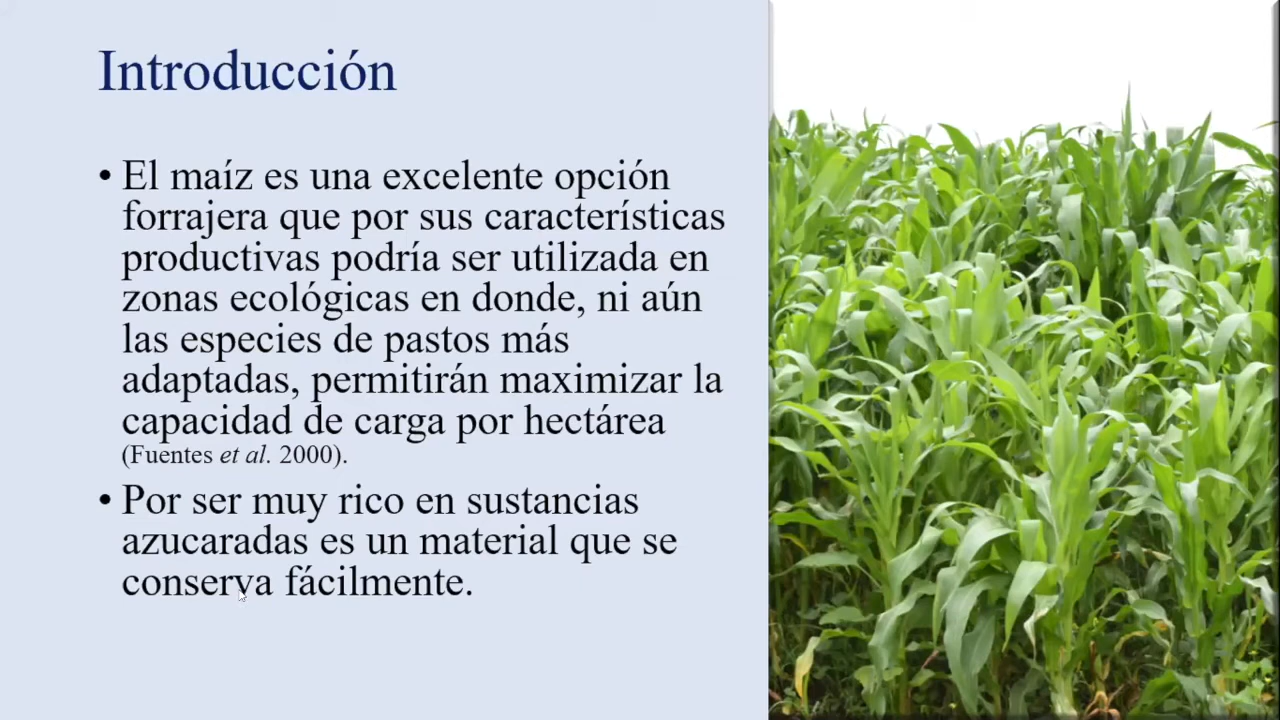 Introducción
• El maíz es una excelente opción
forrajera que por sus características
productivas podría ser utilizada en
zonas ecológicas en donde, ni aún
las especies de pastos más
adaptadas, permitirán maximizar la
capacidad de carga por hectárea
(Fuentes et al. 2000).
• Por ser muy rico en sustancias
azucaradas es un material que se
conserva fácilmente.